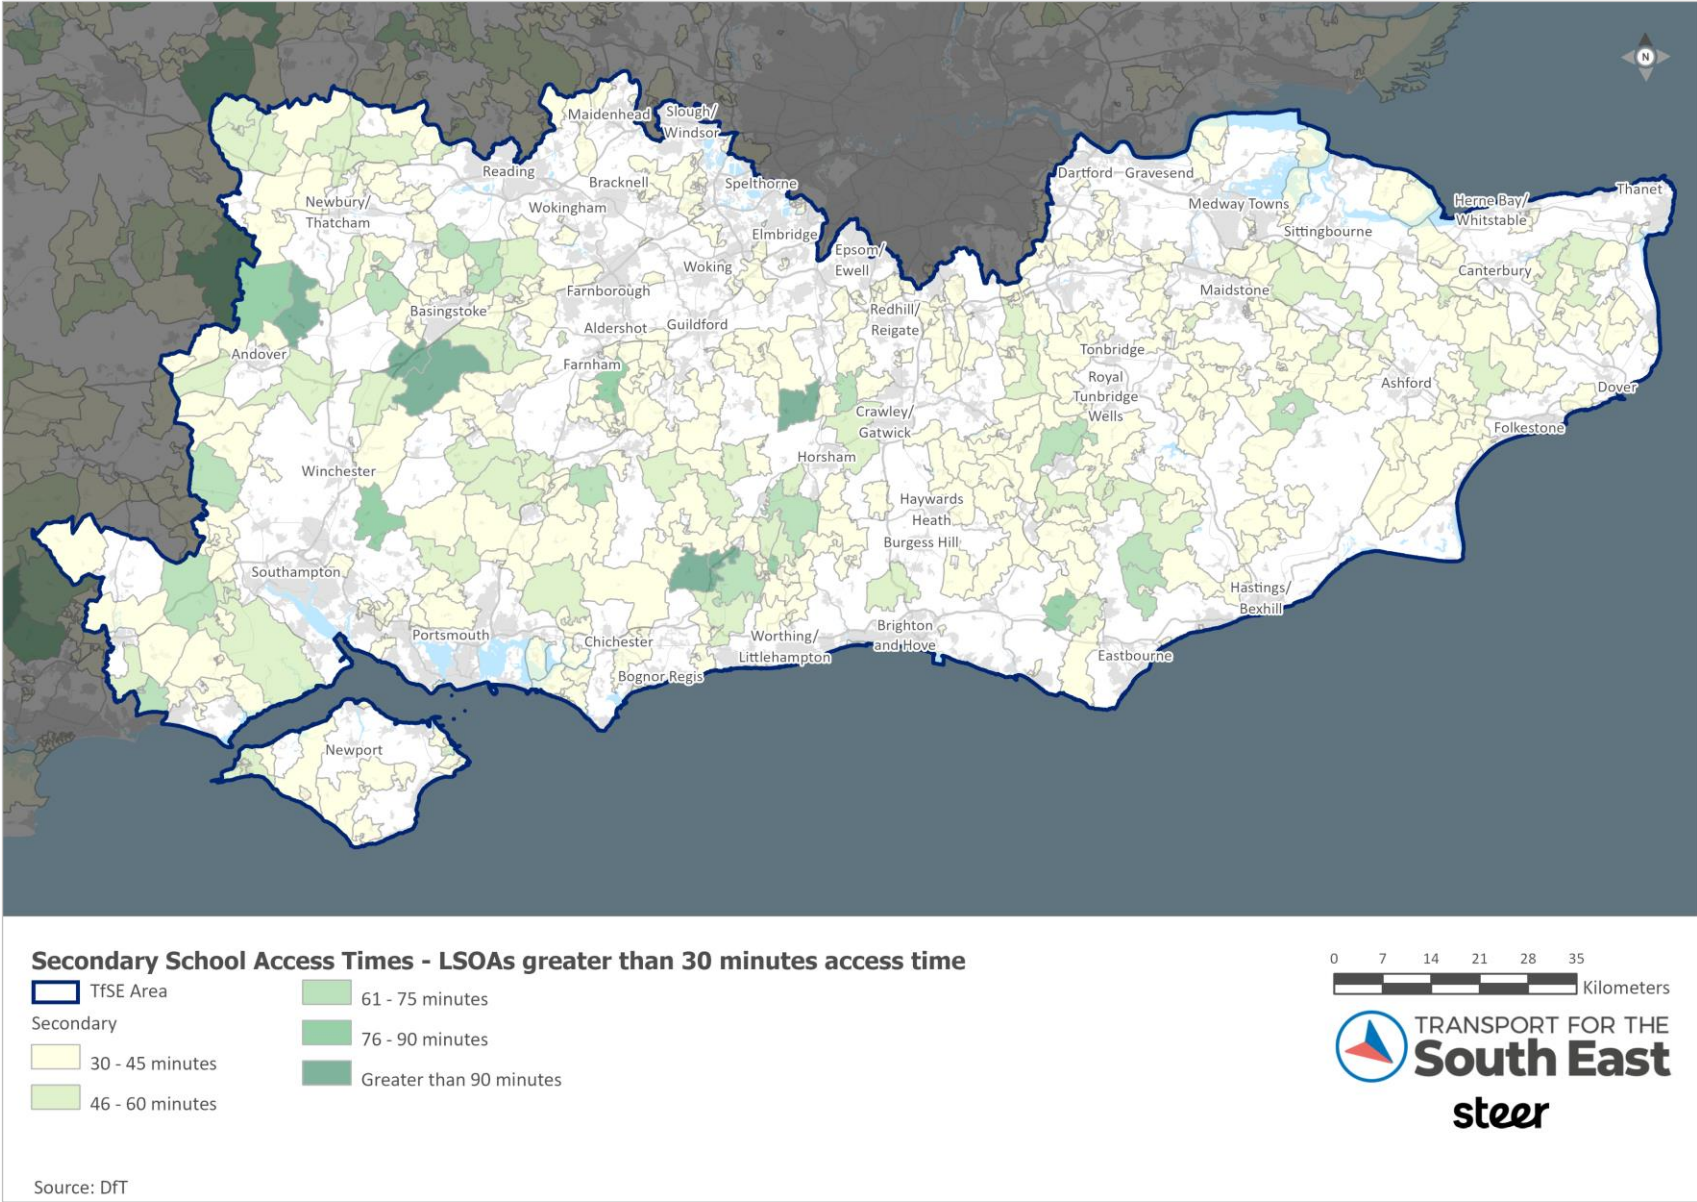 N
Maidenhead
Slough/
Windsor
Reading
Bracknell
Spelthorne
Dartford
Gravesend
Thanet
Newbury/
Thatcham
Wokingham
Medway Towns
Herne Bay/
Whitstable
Elmbridge
Sittingbourne
Epsom/
Ewell
Woking
Canterbury
Farnborough
Maidstone
Basingstoke
Redhill/
Reigate
Aldershot
Guildford
Andover
Farnham
Tonbridge
Royal
Tunbridge
Wells
Ashford
Dover
Crawley/
Gatwick
Folkestone
Winchester
Horsham
Haywards
Heath
Burgess Hill
Southampton
Hastings/
Bexhill
Portsmouth
Chichester
Worthing/
Littlehampton
Brighton
and Hove
Eastbourne
Bognor Regis
Newport
Secondary School Access Times - LSOAs greater than 30 minutes access time
TfSE Area
Secondary
30 - 45 minutes
46 - 60 minutes
61 - 75 minutes
76 - 90 minutes
Greater than 90 minutes
0 7 14 21 28 35
Kilometers
TRANSPORT FOR THE
South East
steer
Source: DfT